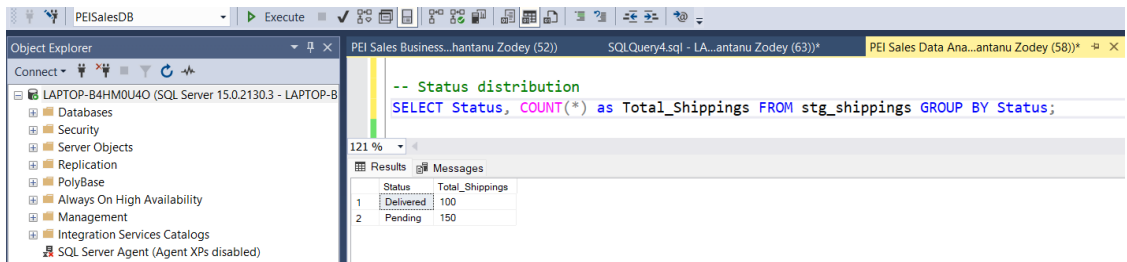 PEISalesDB Execute
Object Explorer
Connect
LAPTOP-B4HM0U4O (SQL Server 15.0.2130.3 - LAPTOP-B
Databases
Security
Server Objects
Replication
PolyBase
Always On High Availability
Management
Integration Services Catalogs
SQL Server Agent (Agent XPs disabled)
PEI Sales Business...hantanu Zodey (52)) SQLQuery4.sql - LA...antanu Zodey (63))* PEI Sales Data Ana...antanu Zodey (58))*
-- Status distribution
SELECT Status, COUNT(*) as Total_Shippings FROM stg_shippings GROUP BY Status;
121 %
Results Messages
Status Total_Shippings
1 Delivered 100
2 Pending 150